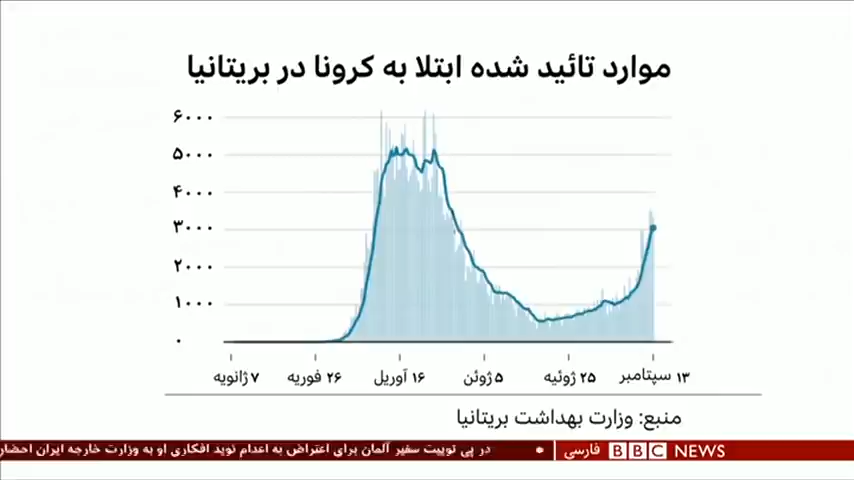 موارد تائید شده ابتلا به کرونا در بریتانیا
۶۰۰۰
۵۰۰۰
۴۰۰۰
۳۰۰۰
۲۰۰۰
۱۰۰۰
۰
۷ ژانویه
۲۶ فوریه
۱۶ آوریل
۵ ژوئن
۲۵ ژوئیه
۱۳ سپتامبر
منبع: وزارت بهداشت بریتانیا
در پی توییت سفیر آلمان برای اعتراض به اعدام نوید افکاری او به وزارت خارجه ایران احضار
BBC NEWS فارسی